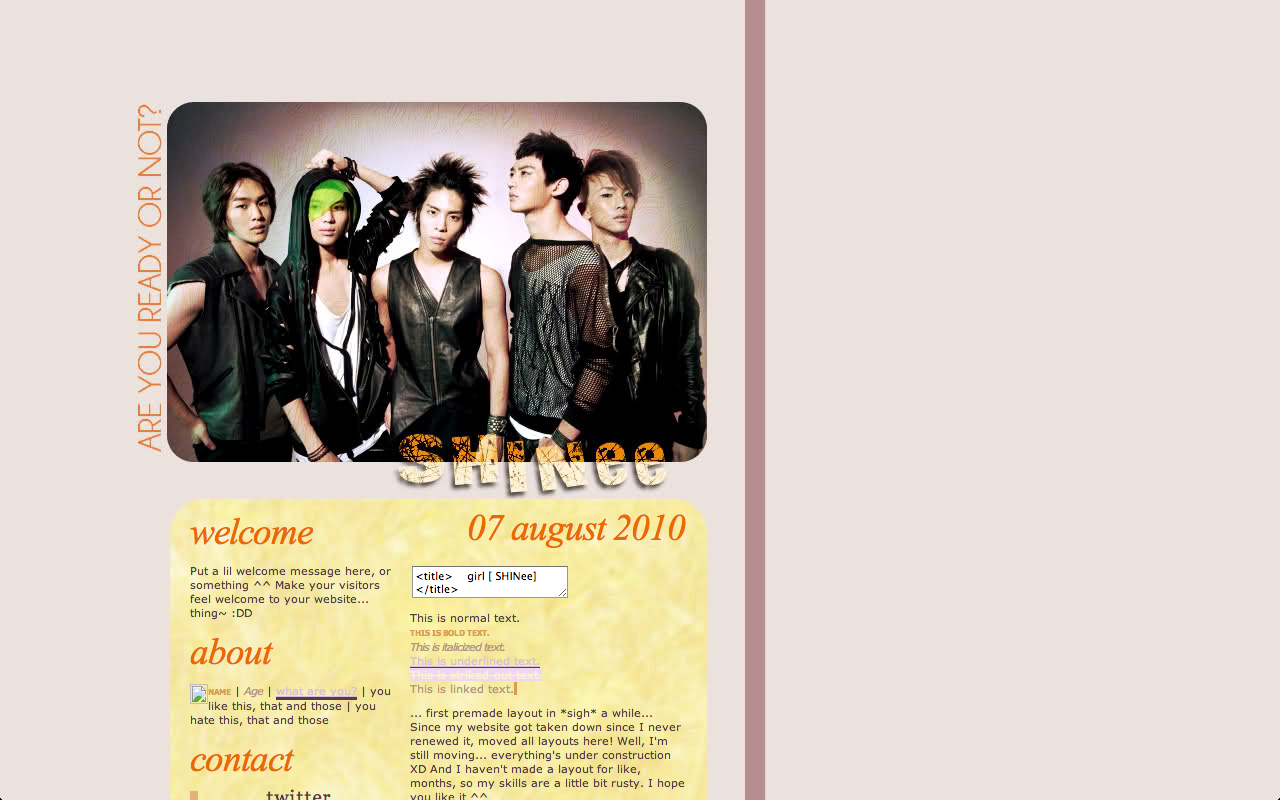 ARE YOU READY OR NOT?
SHINee
welcome
Put a lil welcome message here, or
something ^^ Make your visitors
feel welcome to your website...
thing~ :DD
about
NAME | Age | what are you? | you
like this, that and those | you
hate this, that and those
contact
twitter
07 august 2010
<title>    girl [ SHINee]
</title>
This is normal text.
THIS IS BOLD TEXT.
This is italicized text.
This is underlined text.
This is striked-out text.
This is linked text.
... first premade layout in *sigh* a while...
Since my website got taken down since I never
renewed it, moved all layouts here! Well, I'm
still moving... everything's under construction
XD And I haven't made a layout for like,
months, so my skills are a little bit rusty. I hope
you like it ^^